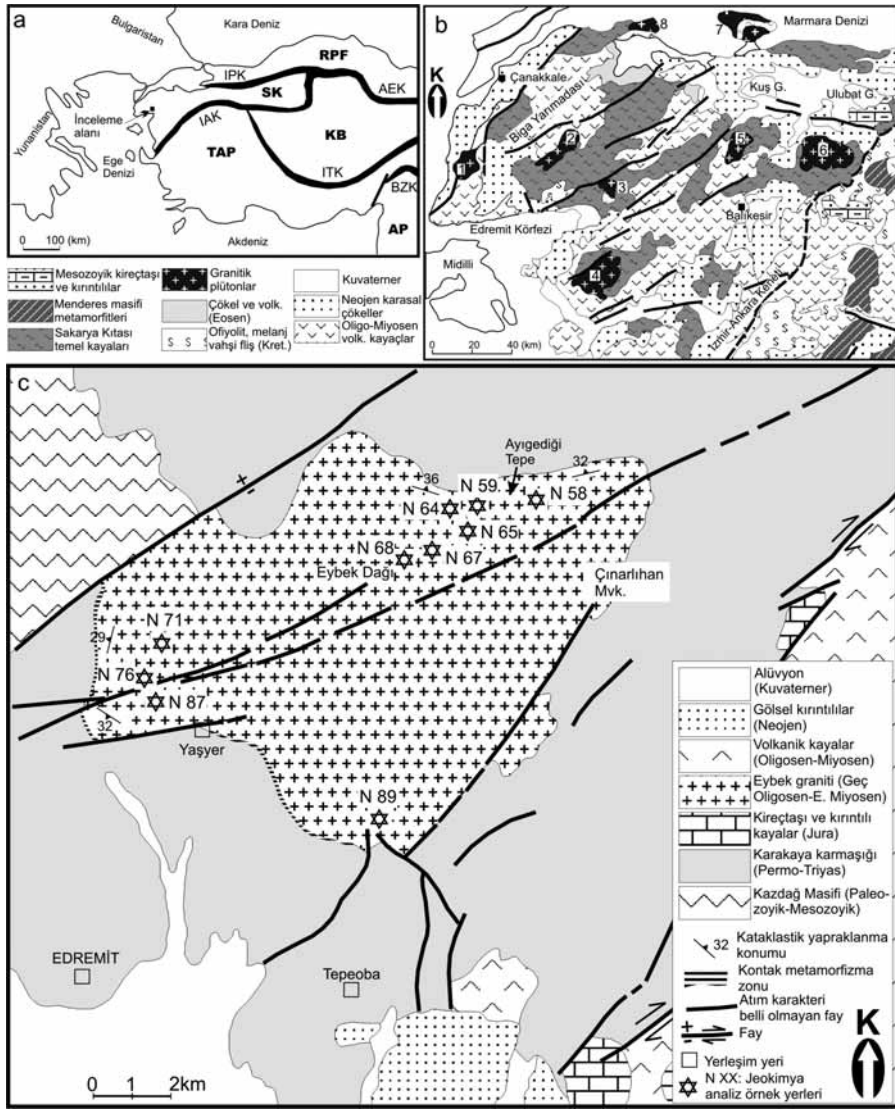 a
Bulgaristan
Kara Deniz
RPF
IPK
SK
AEK
İnceleme
alanı
IAK
Yunanistan
TAP
KB
Ege
Denizi
ITK
BZK
AP
0 100 (km)
Akdeniz
b
8
7
Marmara Denizi
K
Çanakkale
Kuş G.
Ulubat G.
Biga Yarımadası
2
5
6
1
3
Balıkesir
Edremit Körfezi
Midilli
4
İzmir-Ankara Keneti
0 20 40 (km)
Mesozoyik kireçtaşı
ve kırıntılılar
Menderes masifi
metamorfitleri
Sakarya Kıtası
temel kayaları
Granitik
plütonlar
Çökel ve volk.
(Eosen)
Ofiyolit, melanj
vahşi fliş (Kret.)
Kuvaterner
Neojen karasal
çökeller
Oligo-Miyosen
volk. kayaçlar
c
Ayıgediği
Tepe
36
32
N 59
N 58
N 64
N 65
N 68
N 67
Eybek Dağı
Çınarlıhan
Mvk.
N 71
29
N 76
N 87
32
Yaşyer
N 89
EDREMİT
Tepeoba
0 1 2km
Alüvyon
(Kuvaterner)
Gölsel kırıntılılar
(Neojen)
Volkanik kayalar
(Oligosen-Miyosen)
Eybek graniti (Geç
Oligosen-E. Miyosen)
Kireçtaşı ve kırıntılı
kayalar (Jura)
Karakaya karmaşığı
(Permo-Triyas)
Kazdağ Masifi (Paleo-
zoyik-Mesozoyik)
32 Kataklastik yapraklanma
konumu
Kontak metamorfizma
zonu
Atım karakteri
belli olmayan fay
Fay
K
Yerleşim yeri
N XX: Jeokimya
analiz örnek yerleri